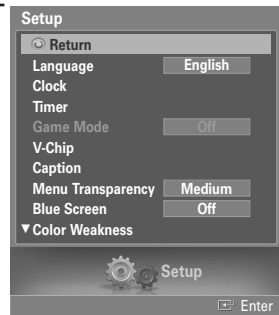 Setup
Return
Language English
Clock
Timer
Game Mode Off
V-Chip
Caption
Menu Transparency Medium
Blue Screen Off
▼Color Weakness
Setup
Enter